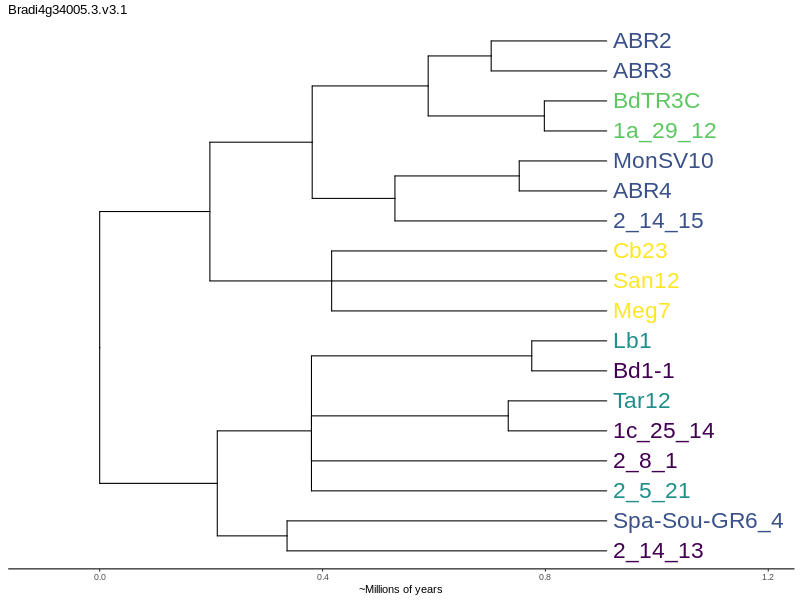 Bradi4g34005.3.v3.1
ABR2
ABR3
BdTR3C
1a_29_12
MonSV10
ABR4
2_14_15
Cb23
San12
Meg7
Lb1
Bd1-1
Tar12
1c_25_14
2_8_1
2_5_21
Spa-Sou-GR6_4
2_14_13
0.0 0.4 0.8 1.2
~Millions of years